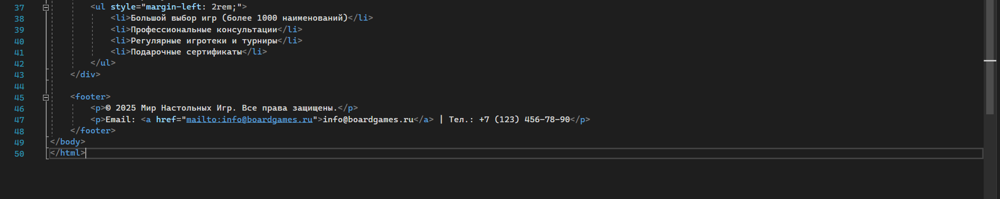 37 <ul style="margin-left: 2rem;">
38 <li>Большой выбор игр (более 1000 наименований)</li>
39 <li>Профессиональные консультации</li>
40 <li>Регулярные игротеки и турниры</li>
41 <li>Подарочные сертификаты</li>
42 </ul>
43 </div>
44
45 <footer>
46 <p>© 2025 Мир Настольных Игр. Все права защищены.</p>
47 <p>Email: <a href="mailto:info@boardgames.ru">info@boardgames.ru</a> | Тел.: +7 (123) 456-78-90</p>
48 </footer>
49 </body>
50 </html>